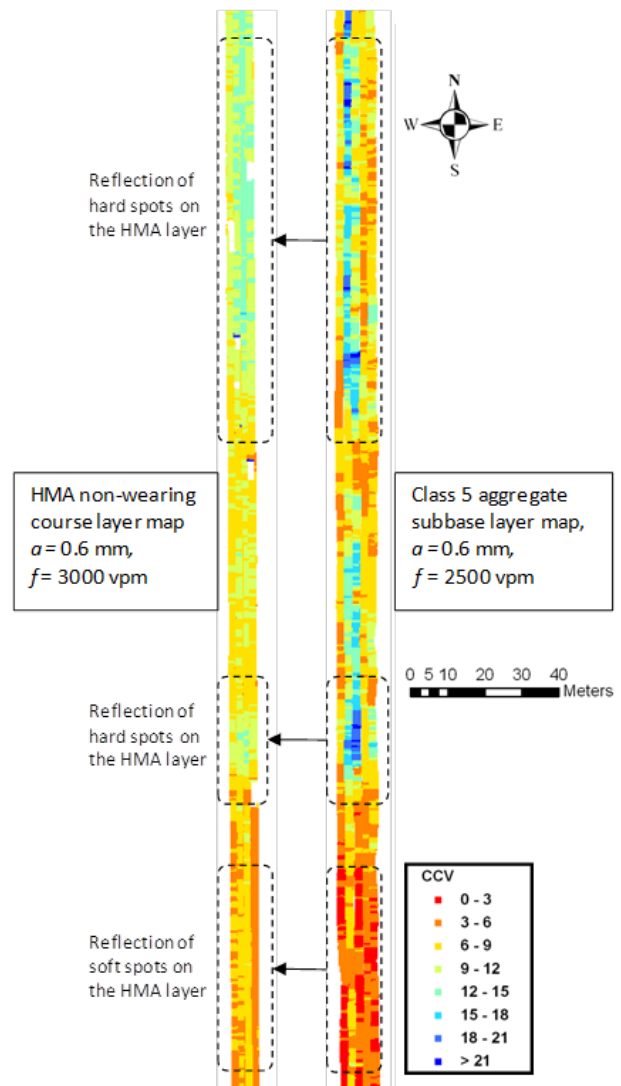 N
W E
S
Reflection of
hard spots on
the HMA layer
HMA non-wearing
course layer map
a = 0.6 mm,
f = 3000 vpm
Class 5 aggregate
subbase layer map,
a = 0.6 mm,
f = 2500 vpm
0 5 10 20 30 40
Meters
Reflection of
hard spots on
the HMA layer
Reflection of
soft spots on
the HMA layer
CCV
0 - 3
3 - 6
6 - 9
9 - 12
12 - 15
15 - 18
18 - 21
> 21